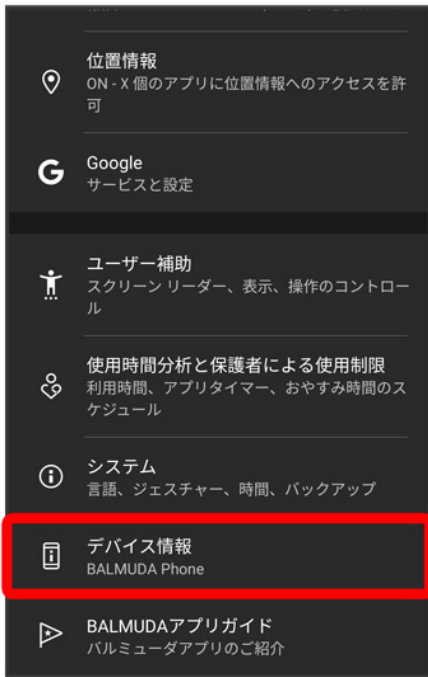 位置情報
ON - X 個のアプリに位置情報へのアクセスを許
可
Google
サービスと設定
ユーザー補助
スクリーン リーダー、表示、操作のコントロー
ル
使用時間分析と保護者による使用制限
利用時間、アプリタイマー、おやすみ時間のス
ケジュール
システム
言語、ジェスチャー、時間、バックアップ
デバイス情報
BALMUDA Phone
BALMUDAアプリガイド
バルミューダアプリのご紹介